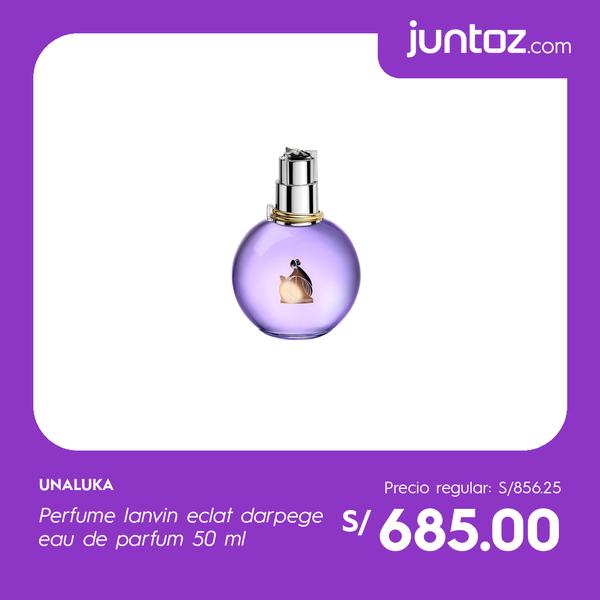 juntoz.com
UNALUKA
Perfume lanvin eclat darpege
eau de parfum 50 ml
Precio regular: S/856.25
S/ 685.00